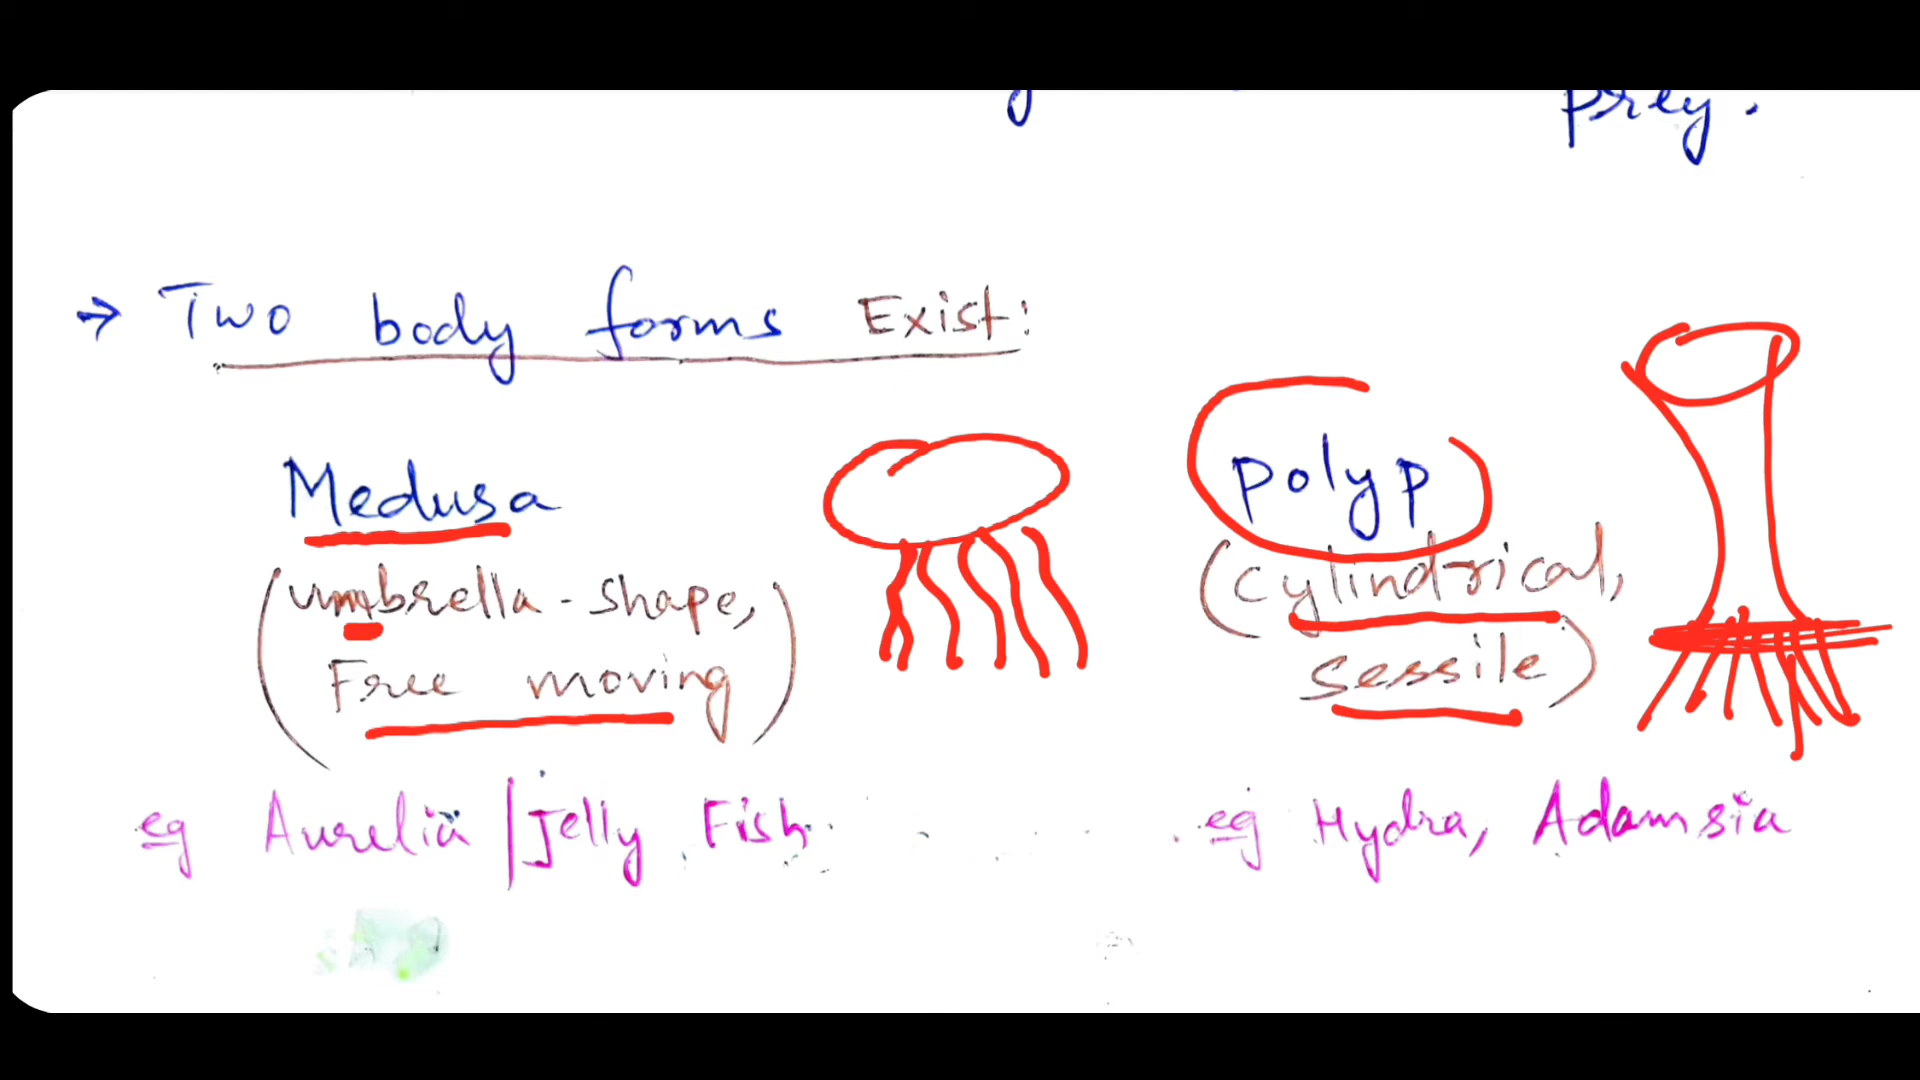 prey.
→ Two body forms Exist:
Medusa
(umbrella-shape,
Free moving)
eg Aurelia | Jelly Fish
polyp
(cylindrical,
sessile)
eg Hydra, Adamsia